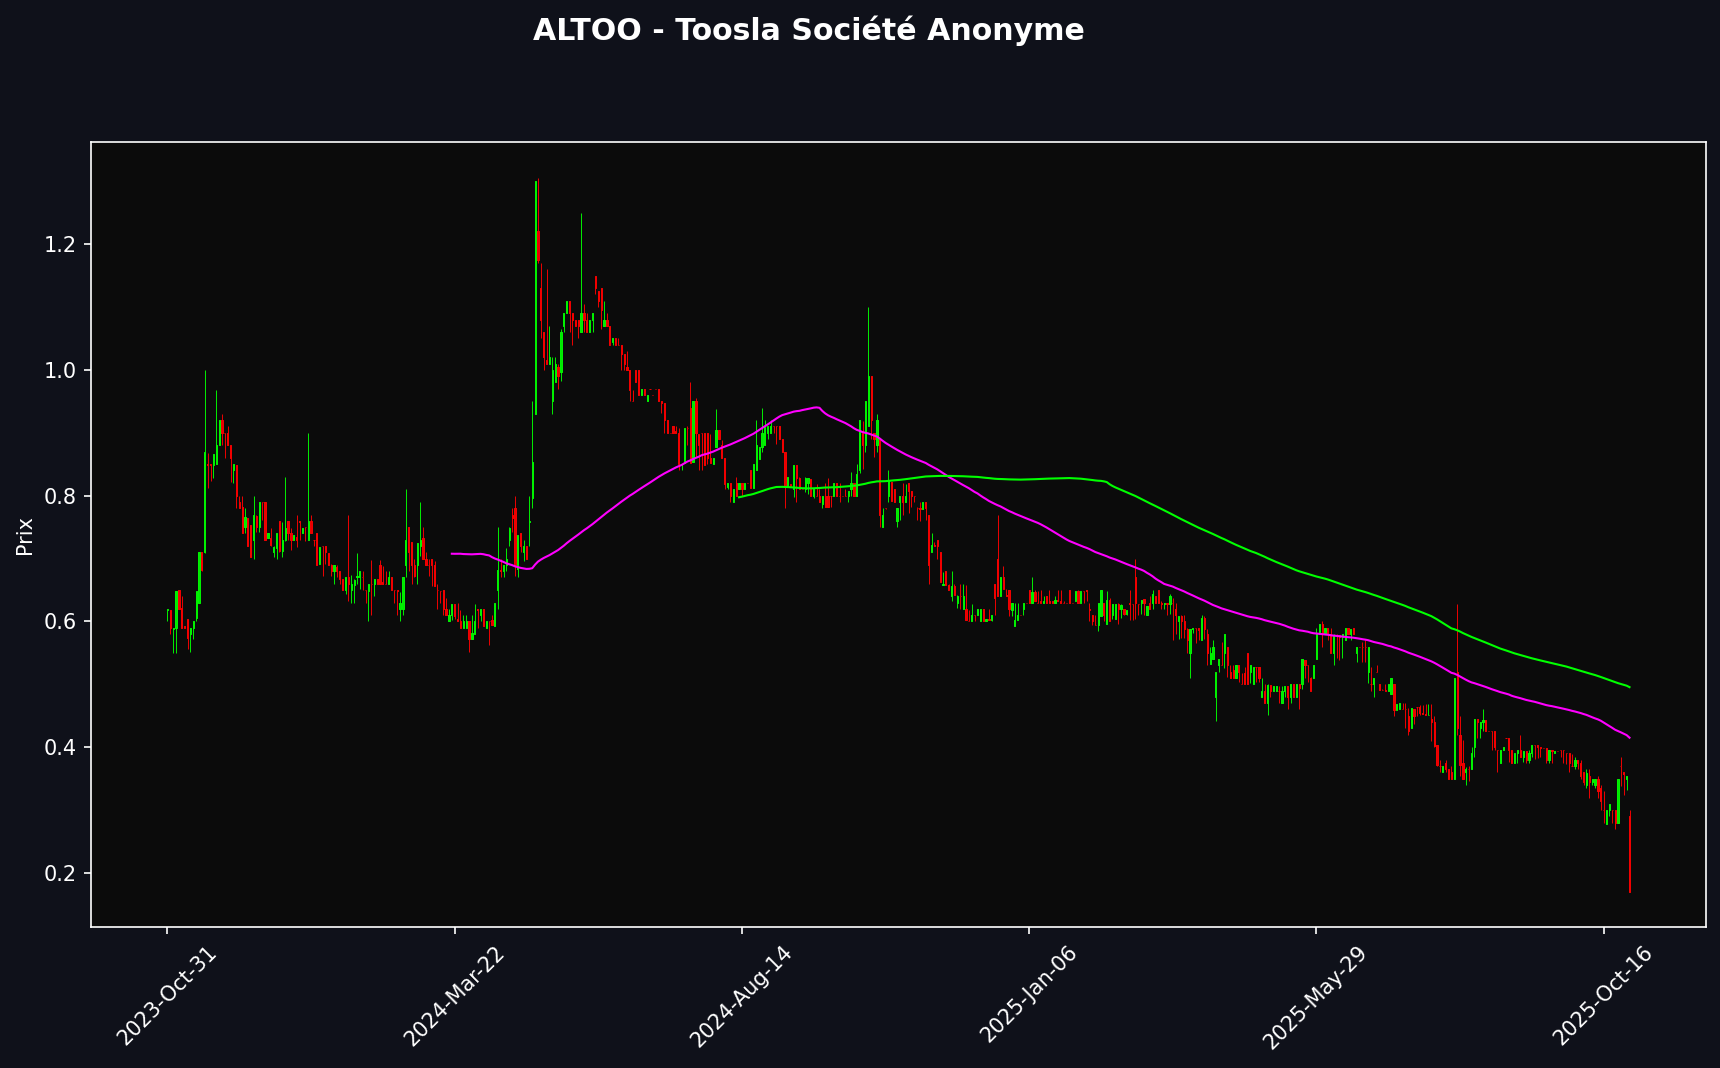 ALTOO - Toosla Société Anonyme
Prix
1.2
1.0
0.8
0.6
0.4
0.2
2023-Oct-31
2024-Mar-22
2024-Aug-14
2025-Jan-06
2025-May-29
2025-Oct-16